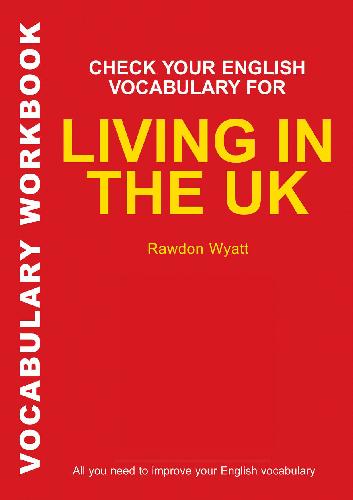 VOCABULARY WORKBOOK
CHECK YOUR ENGLISH
VOCABULARY FOR
LIVING IN
THE UK
Rawdon Wyatt
All you need to improve your English vocabulary